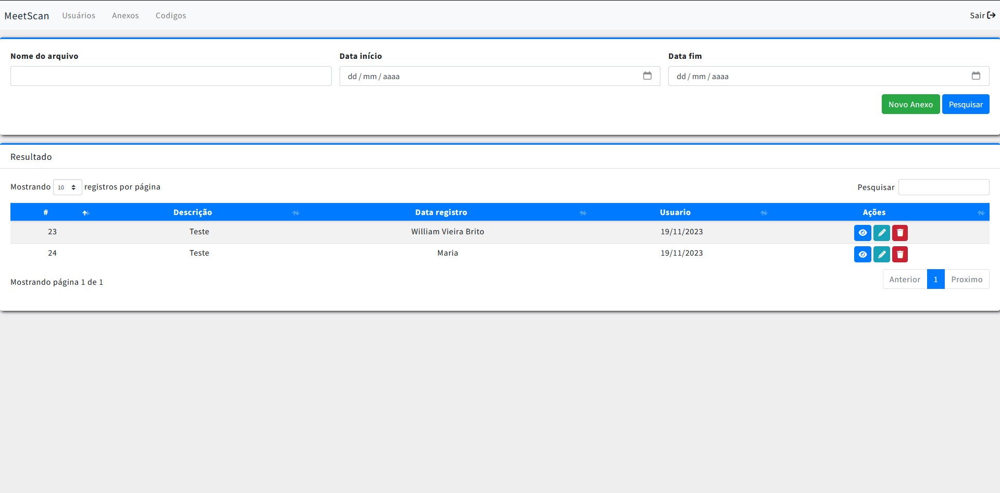 MeetScan Usuários Anexos Codigos Sair
Nome do arquivo Data início Data fim
dd / mm / aaaa dd / mm / aaaa
Novo Anexo Pesquisar
Resultado
Mostrando 10 registros por página Pesquisar
# Descrição Data registro Usuario Ações
23 Teste William Vieira Brito 19/11/2023
24 Teste Maria 19/11/2023
Mostrando página 1 de 1 Anterior 1 Proximo